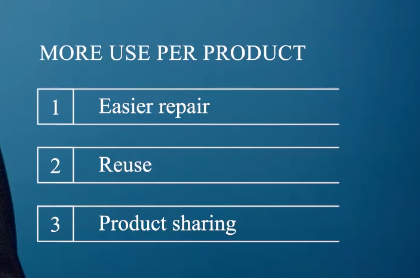 MORE USE PER PRODUCT
1 Easier repair
2 Reuse
3 Product sharing